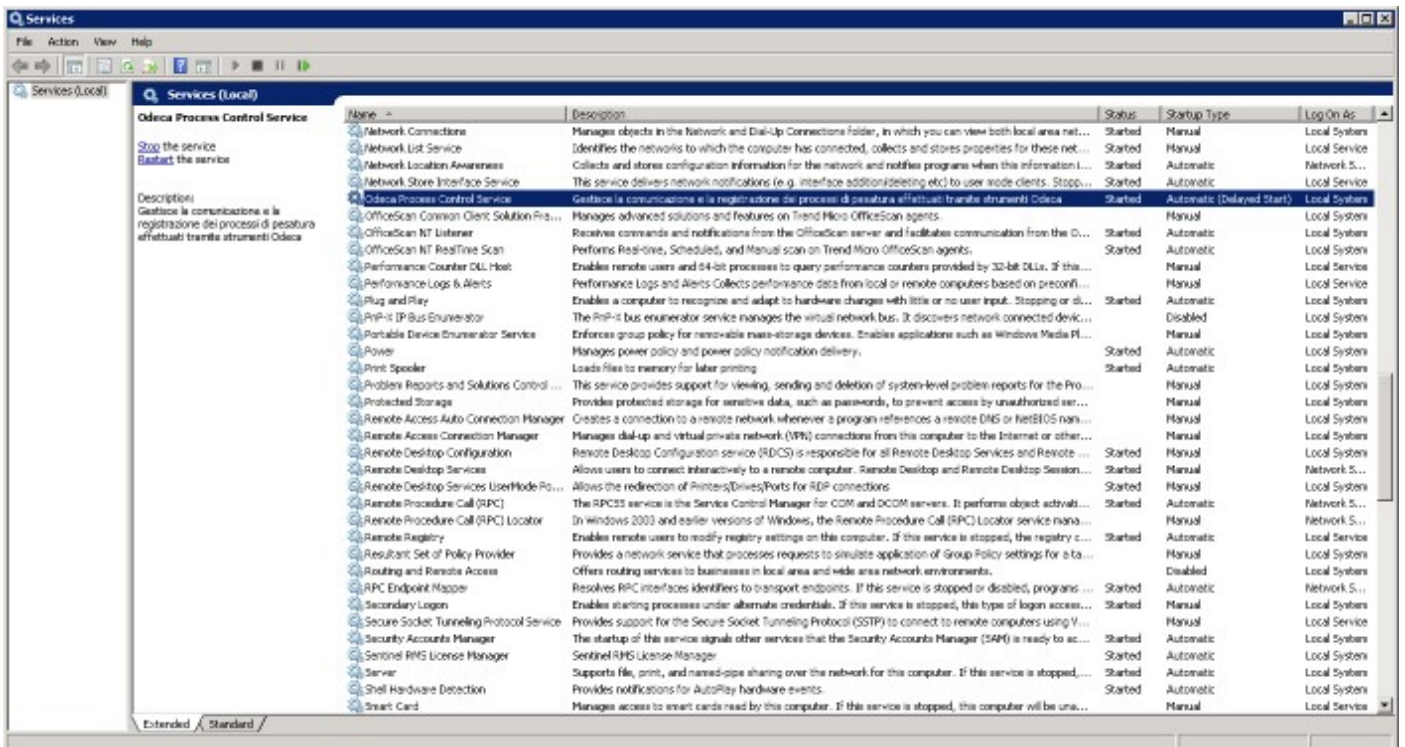 Services
File Action View Help
Services (Local)
Services (Local)
Odeca Process Control Service
Stop the service
Restart the service
Description:
Gestisce la comunicazione e la
registrazione dei processi di pesatura
effettuati tramite strumenti Odeca
Name Description Status Startup Type Log On As
Network Connections Manages objects in the Network and Dial-Up Connections folder, in which you can view both local area net... Started Manual Local System
Network List Service Identifies the networks to which the computer has connected, collects and stores properties for these net... Started Manual Local Service
Network Location Awareness Collects and stores configuration information for the network and notifies programs when this information i... Started Automatic Network S...
Network Store Interface Service This service delivers network notifications (e.g. interface addition/deleting etc) to user mode clients. Stopp... Started Automatic Local Service
Odeca Process Control Service Gestisce la comunicazione e la registrazione dei processi di pesatura effettuati tramite strumenti Odeca Started Automatic (Delayed Start) Local System
OfficeScan Common Client Solution Fra... Manages advanced solutions and features on Trend Micro OfficeScan agents. Manual Local System
OfficeScan NT Listener Receives commands and notifications from the OfficeScan server and facilitates communication from the O... Started Automatic Local System
OfficeScan NT RealTime Scan Performs Real-time, Scheduled, and Manual scan on Trend Micro OfficeScan agents. Started Automatic Local System
Performance Counter DLL Host Enables remote users and 64-bit processes to query performance counters provided by 32-bit DLLs. If this... Manual Local Service
Performance Logs & Alerts Performance Logs and Alerts Collects performance data from local or remote computers based on preconfi... Manual Local Service
Plug and Play Enables a computer to recognize and adapt to hardware changes with little or no user input. Stopping or di... Started Automatic Local System
PnP-X IP Bus Enumerator The PnP-X bus enumerator service manages the virtual network bus. It discovers network connected devic... Disabled Local System
Portable Device Enumerator Service Enforces group policy for removable mass-storage devices. Enables applications such as Windows Media Pl... Manual Local System
Power Manages power policy and power policy notification delivery. Started Automatic Local System
Print Spooler Loads files to memory for later printing Started Automatic Local System
Problem Reports and Solutions Control ... This service provides support for viewing, sending and deletion of system-level problem reports for the Pro... Manual Local System
Protected Storage Provides protected storage for sensitive data, such as passwords, to prevent access by unauthorized ser... Manual Local System
Remote Access Auto Connection Manager Creates a connection to a remote network whenever a program references a remote DNS or NetBIOS nam... Manual Local System
Remote Access Connection Manager Manages dial-up and virtual private network (VPN) connections from this computer to the Internet or other... Manual Local System
Remote Desktop Configuration Remote Desktop Configuration service (RDCS) is responsible for all Remote Desktop Services and Remote ... Started Manual Local System
Remote Desktop Services Allows users to connect interactively to a remote computer. Remote Desktop and Remote Desktop Session... Started Manual Network S...
Remote Desktop Services UserMode Po... Allows the redirection of Printers/Drives/Ports for RDP connections Started Manual Local System
Remote Procedure Call (RPC) The RPCSS service is the Service Control Manager for COM and DCOM servers. It performs object activati... Started Automatic Network S...
Remote Procedure Call (RPC) Locator In Windows 2003 and earlier versions of Windows, the Remote Procedure Call (RPC) Locator service mana... Manual Network S...
Remote Registry Enables remote users to modify registry settings on this computer. If this service is stopped, the registry c... Started Automatic Local Service
Resultant Set of Policy Provider Provides a network service that processes requests to simulate application of Group Policy settings for a ta... Manual Local System
Routing and Remote Access Offers routing services to businesses in local area and wide area network environments. Disabled Local System
RPC Endpoint Mapper Resolves RPC interfaces identifiers to transport endpoints. If this service is stopped or disabled, programs ... Started Automatic Network S...
Secondary Logon Enables starting processes under alternate credentials. If this service is stopped, this type of logon access... Started Manual Local System
Secure Socket Tunneling Protocol Service Provides support for the Secure Socket Tunneling Protocol (SSTP) to connect to remote computers using V... Manual Local Service
Security Accounts Manager The startup of this service signals other services that the Security Accounts Manager (SAM) is ready to ac... Started Automatic Local System
Sentinel RMS License Manager Sentinel RMS License Manager Started Automatic Local System
Server Supports file, print, and named-pipe sharing over the network for this computer. If this service is stopped,... Started Automatic Local System
Shell Hardware Detection Provides notifications for AutoPlay hardware events. Started Automatic Local System
Smart Card Manages access to smart cards read by this computer. If this service is stopped, this computer will be una... Manual Local Service
Extended Standard